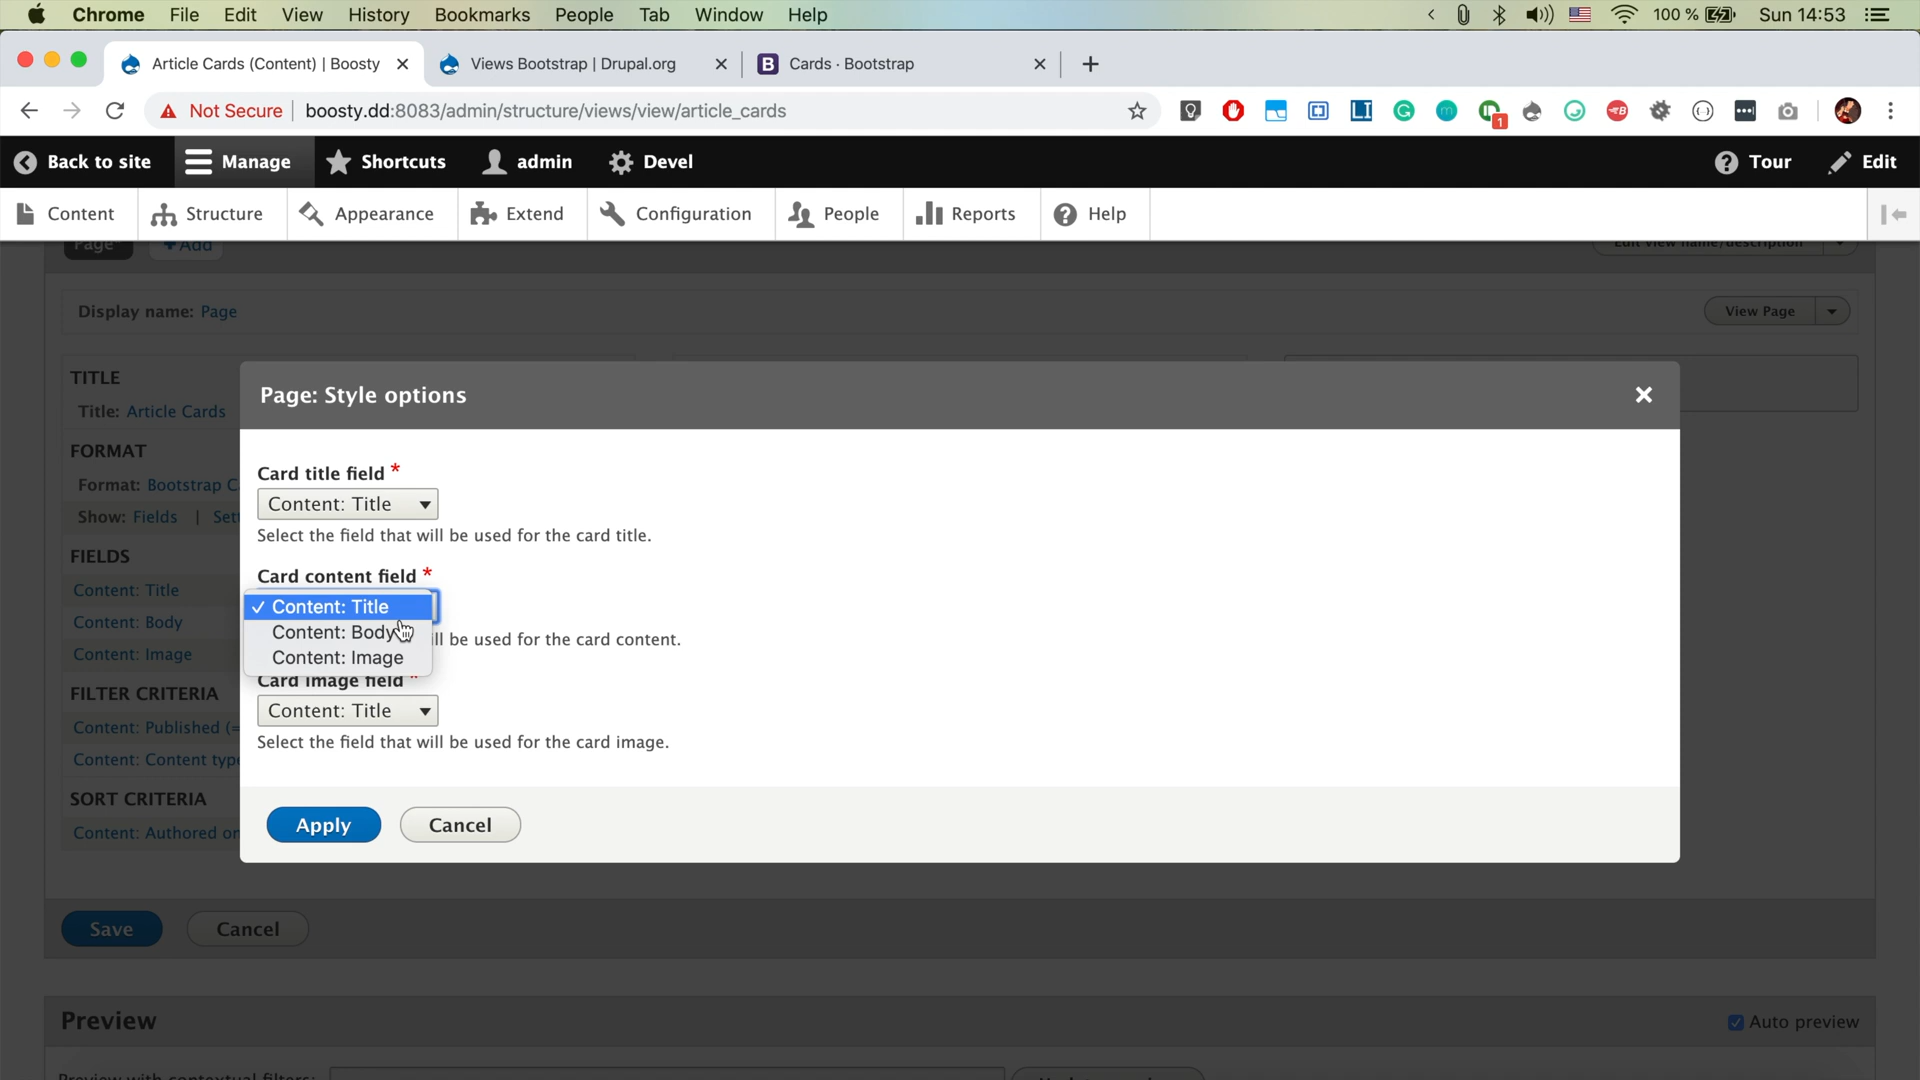 Chrome File Edit View History Bookmarks People Tab Window Help 100 % Sun 14:53
Article Cards (Content) | Boosty Views Bootstrap | Drupal.org B Cards · Bootstrap
Not Secure boosty.dd:8083/admin/structure/views/view/article_cards
Back to site Manage Shortcuts admin Devel Tour Edit
Content Structure Appearance Extend Configuration People Reports Help
Page* + Add Edit view name/description
Display name: Page View Page
Page: Style options
TITLE
Title: Article Cards
FORMAT
Format: Bootstrap C
Show: Fields | Sett
FIELDS
Content: Title
Content: Body
Content: Image
FILTER CRITERIA
Content: Published (=
Content: Content type
SORT CRITERIA
Content: Authored on
Card title field *
Content: Title
Select the field that will be used for the card title.
Card content field *
✓ Content: Title
Content: Body
Content: Image
ll be used for the card content.
Card image field *
Content: Title
Select the field that will be used for the card image.
Apply Cancel
Save Cancel
Preview
Auto preview
Preview with contextual filters: